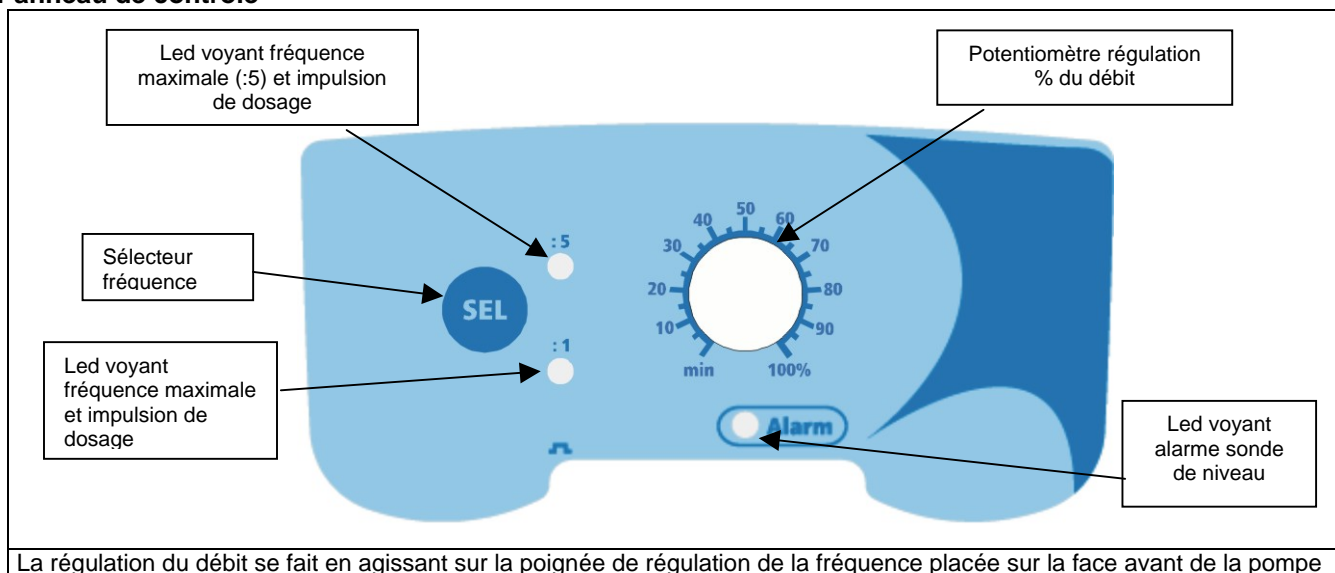 Panneau de contrôle
Led voyant fréquence
maximale (:5) et impulsion
de dosage
Potentiomètre régulation
% du débit
Sélecteur
fréquence
Led voyant
fréquence maximale
et impulsion de
dosage
:5
SEL
:1
min
10
20
30
40
50
60
70
80
90
100%
Alarm
Led voyant
alarme sonde
de niveau
La régulation du débit se fait en agissant sur la poignée de régulation de la fréquence placée sur la face avant de la pompe